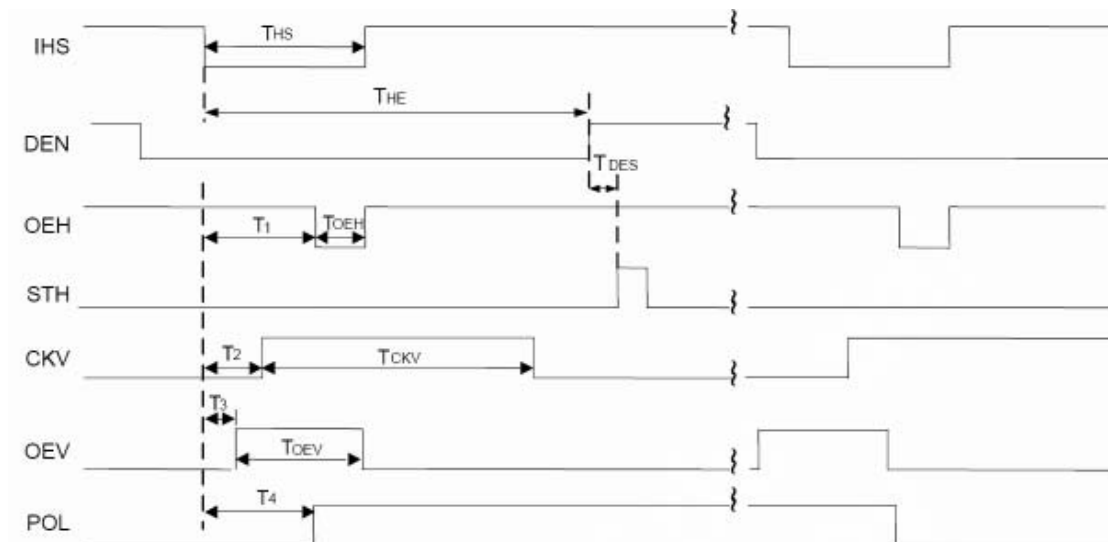 IHS
THS
THE
DEN
TDES
OEH
T1
TOEH
STH
CKV
T2
TCKV
T3
OEV
TOEV
T4
POL